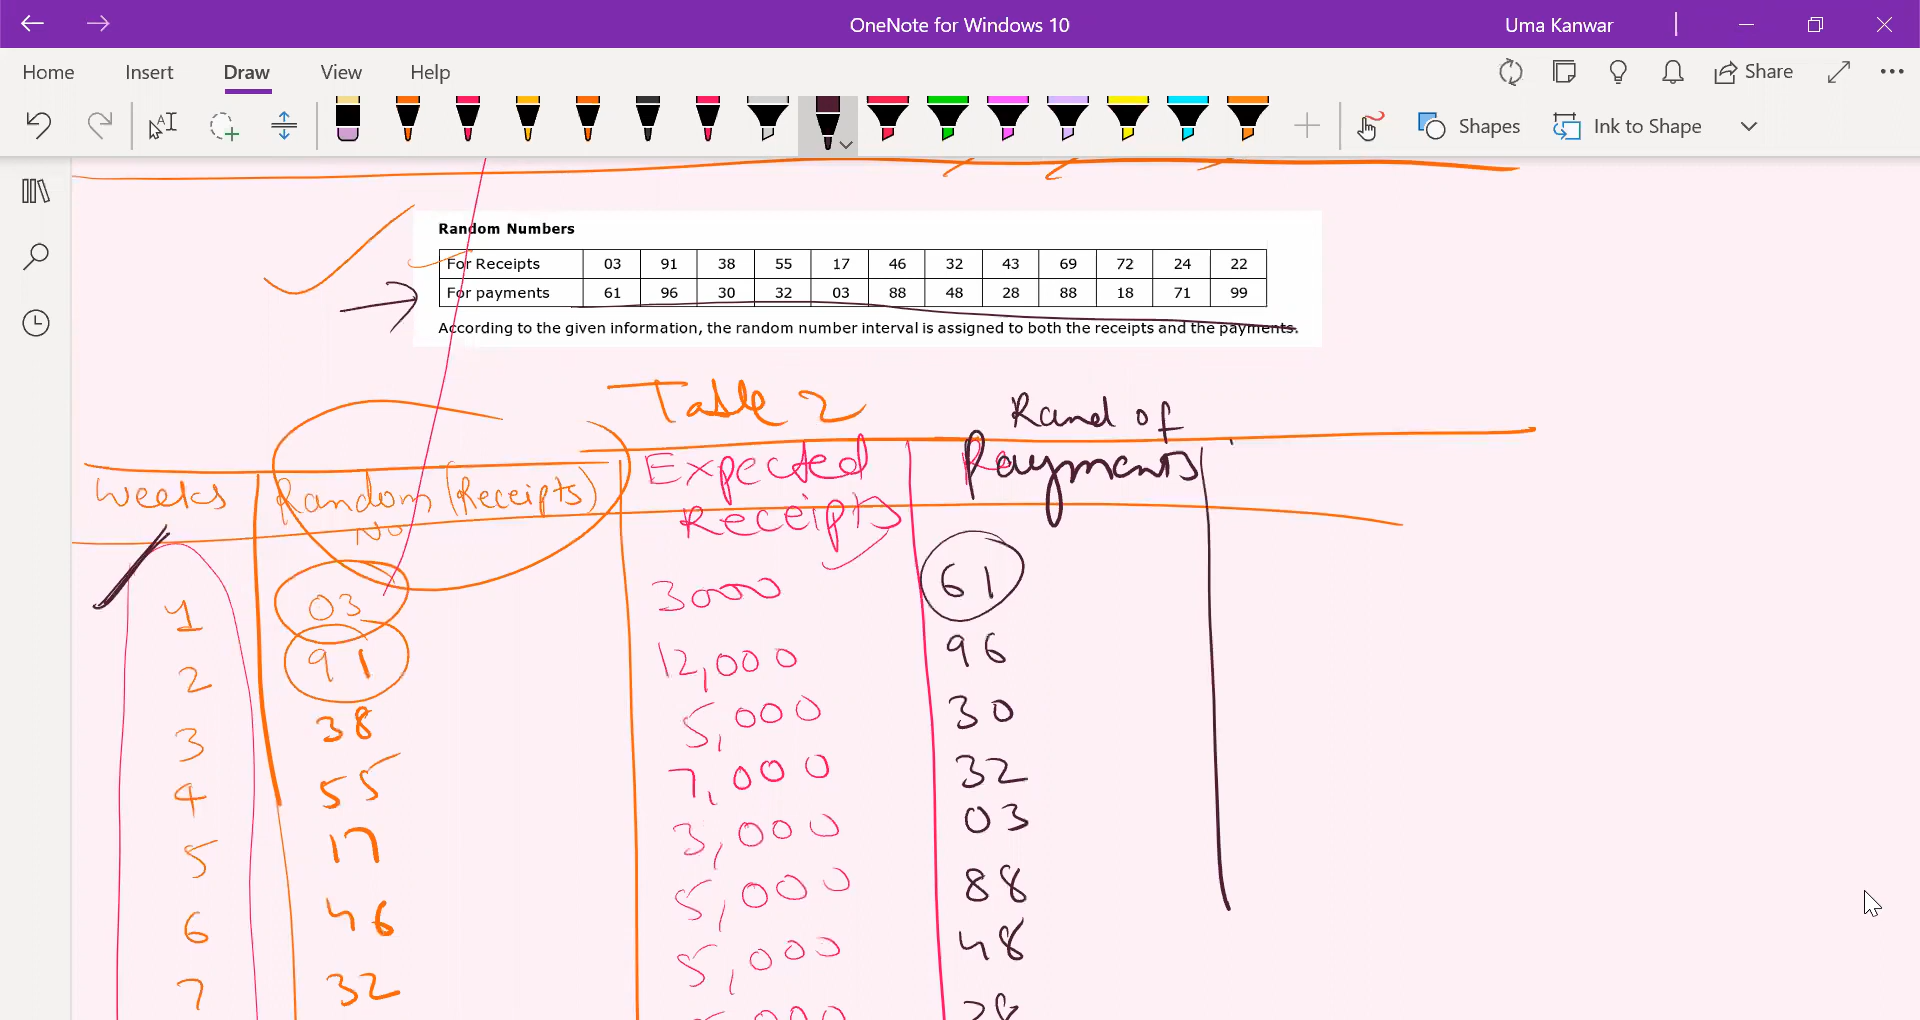 OneNote for Windows 10
Uma Kanwar
Home Insert Draw View Help
Share
Shapes Ink to Shape
Random Numbers
For Receipts 03 91 38 55 17 46 32 43 69 72 24 22
For payments 61 96 30 32 03 88 48 28 88 18 71 99
According to the given information, the random number interval is assigned to both the receipts and the payments.
Table 2
Weeks Random No (Receipts) Expected Receipts Rand of Payments
1 03 3000 61
2 91 12,000 96
3 38 5,000 30
4 55 7,000 32
5 17 3,000 03
6 46 5,000 88
7 32 5,000 48
28